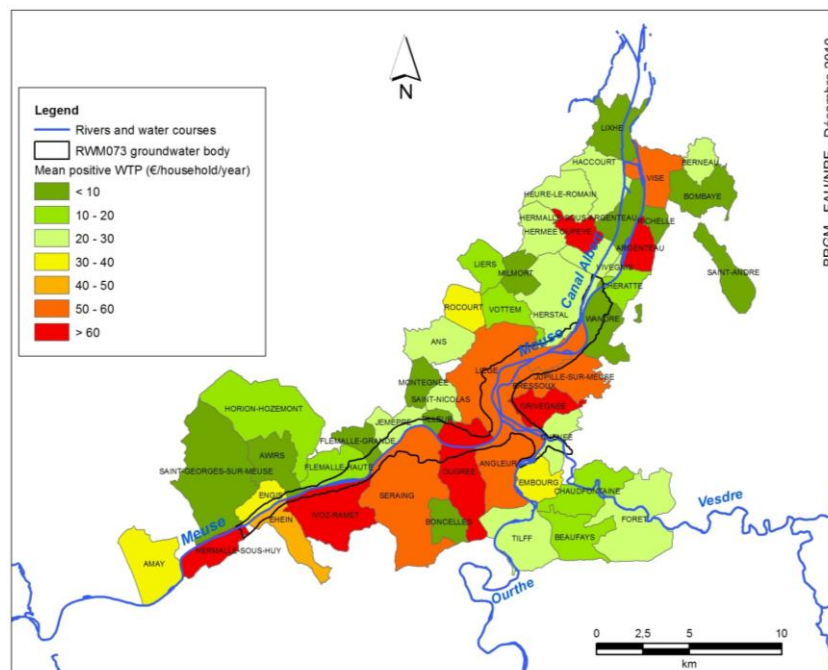 N
Legend
Rivers and water courses
RWM073 groundwater body
Mean positive WTP (€/household/year)
< 10
10 - 20
20 - 30
30 - 40
40 - 50
50 - 60
> 60
LIXHE
HACCOURT
VISE
BERNEAU
BOMBAYE
HEURE-LE-ROMAIN
HERMALLE-SOUS-ARGENTEAU
HERMEE
OUPEYE
ARGENTEAU
SAINT-ANDRE
LIERS
MILMORT
Canal Albert
CHERATTE
ROCOURT
VOTTEM
HERSTAL
WANDRE
ANS
Meuse
LIEGE
JUPILLE-SUR-MEUSE
BRESSOUX
MONTEGNÉE
SAINT-NICOLAS
GRIVEGNEE
HORION-HOZEMONT
JEMEPPE
TILLEUR
FLEMALLE-GRANDE
AWIRS
SAINT-GEORGES-SUR-MEUSE
FLEMALLE-HAUTE
OUGREE
ANGLEUR
EMBOURG
CHAUDFONTAINE
ENGIS
SERAING
Vesdre
EHEIN
IVOZ-RAMET
BONCELLES
FORET
Meuse
HERMALLE-SOUS-HUY
TILFF
BEAUFAYS
AMAY
Ourthe
0 2,5 5 10
km